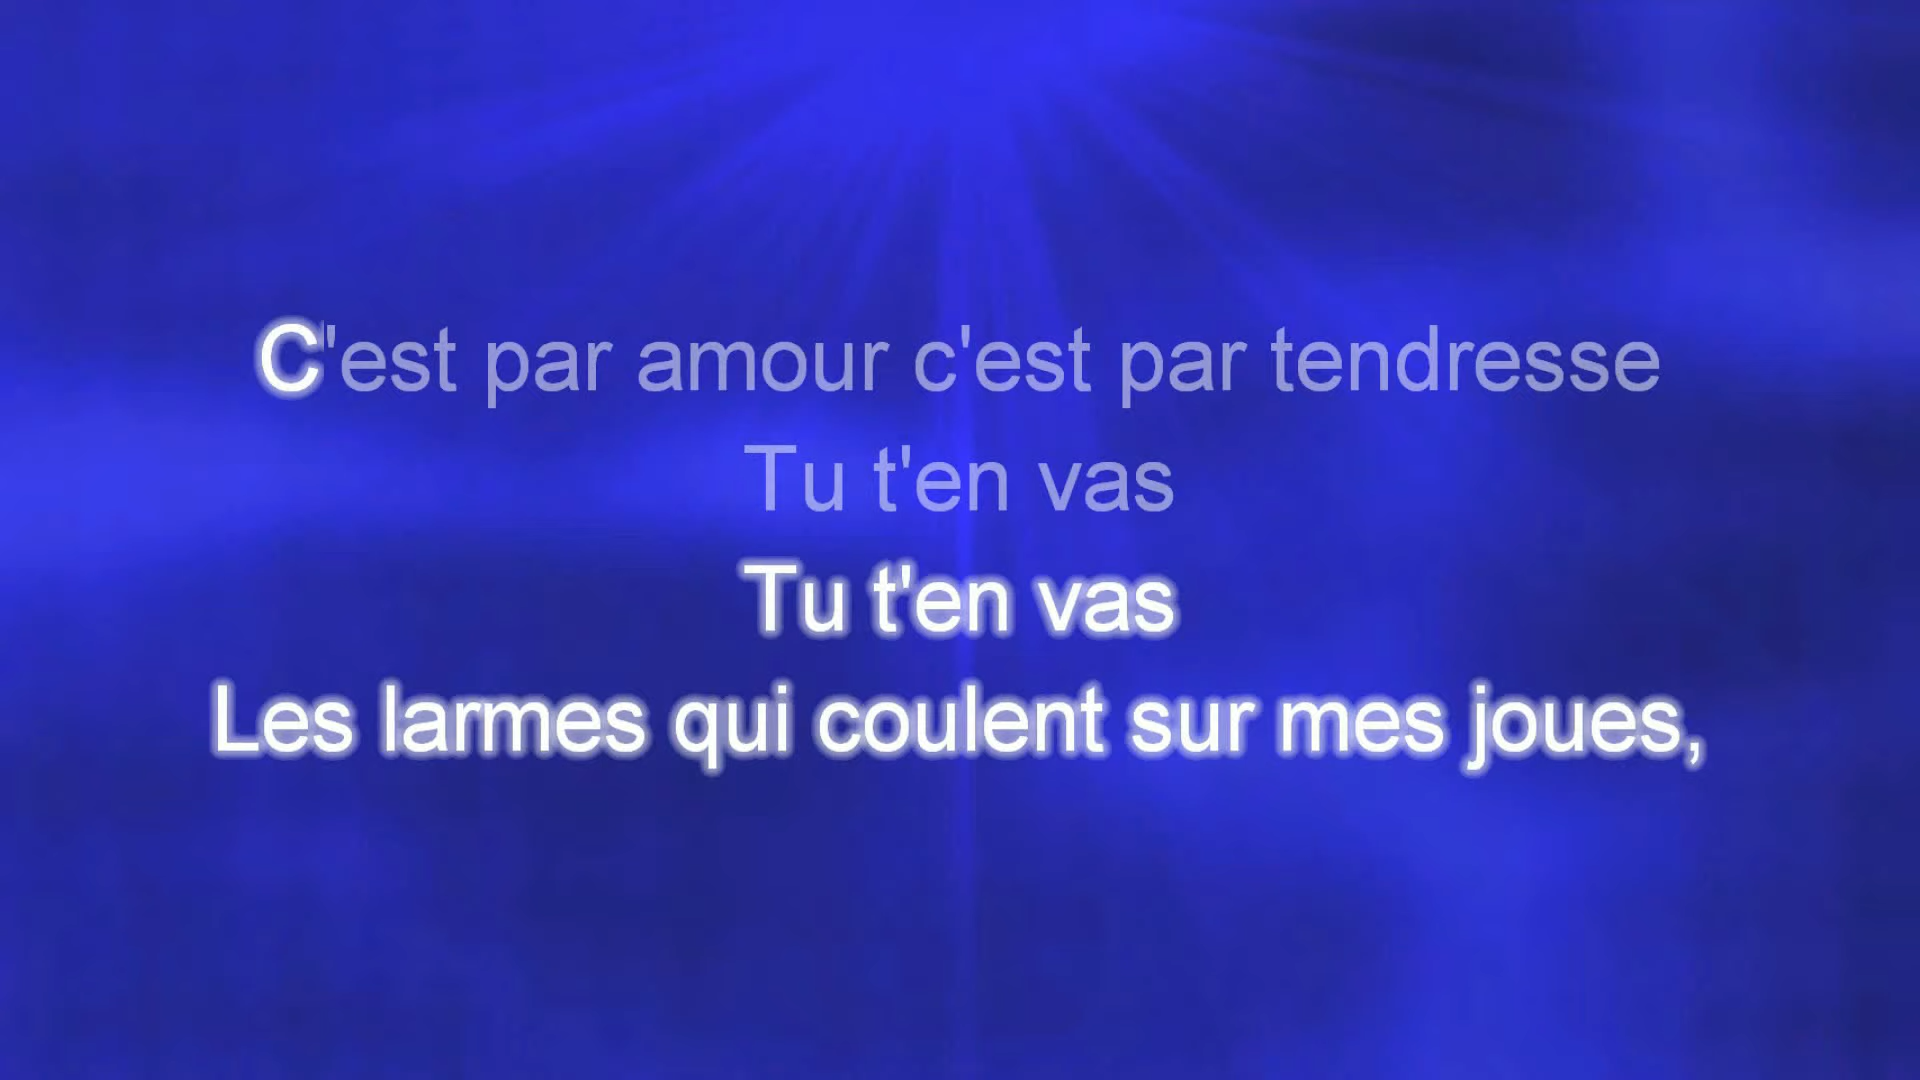 C'est par amour c'est par tendresse
Tu t'en vas
Tu t'en vas
Les larmes qui coulent sur mes joues,